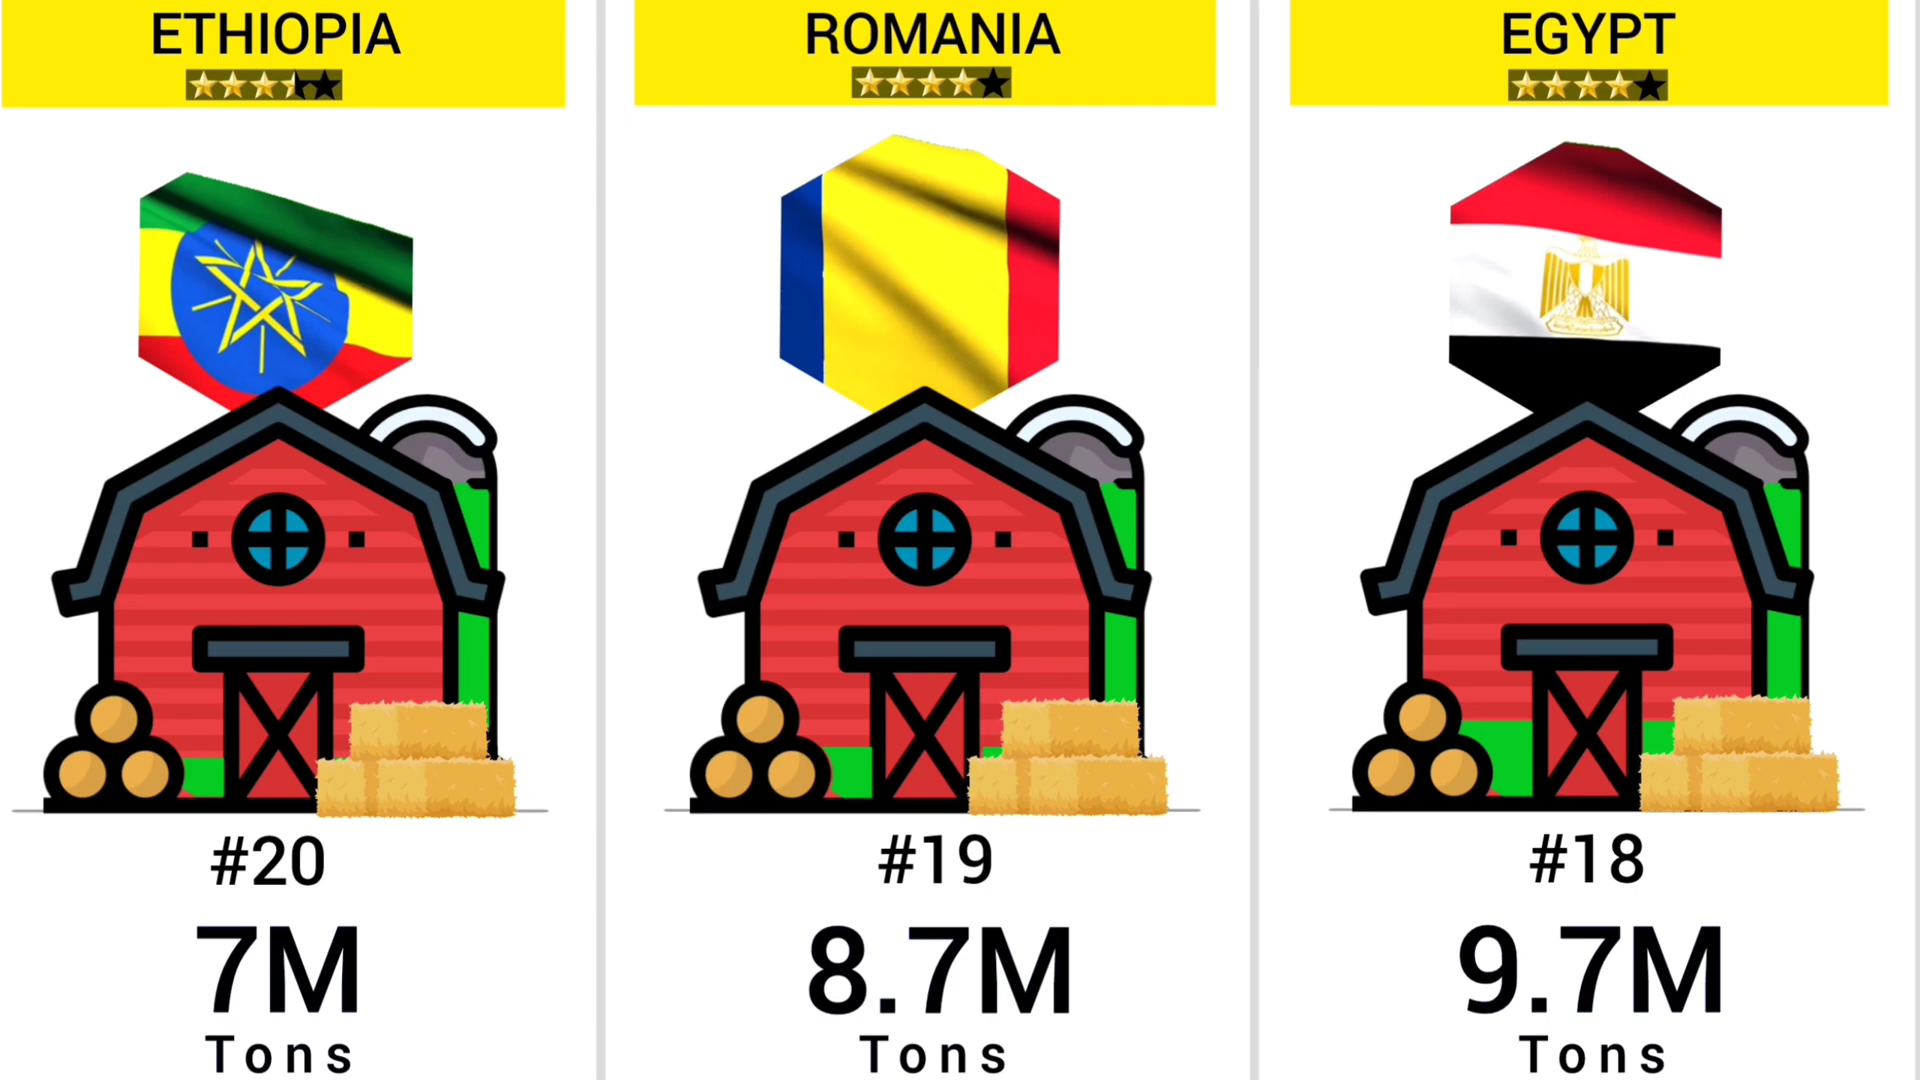 ETHIOPIA
#20
7M
Tons
ROMANIA
#19
8.7M
Tons
EGYPT
#18
9.7M
Tons